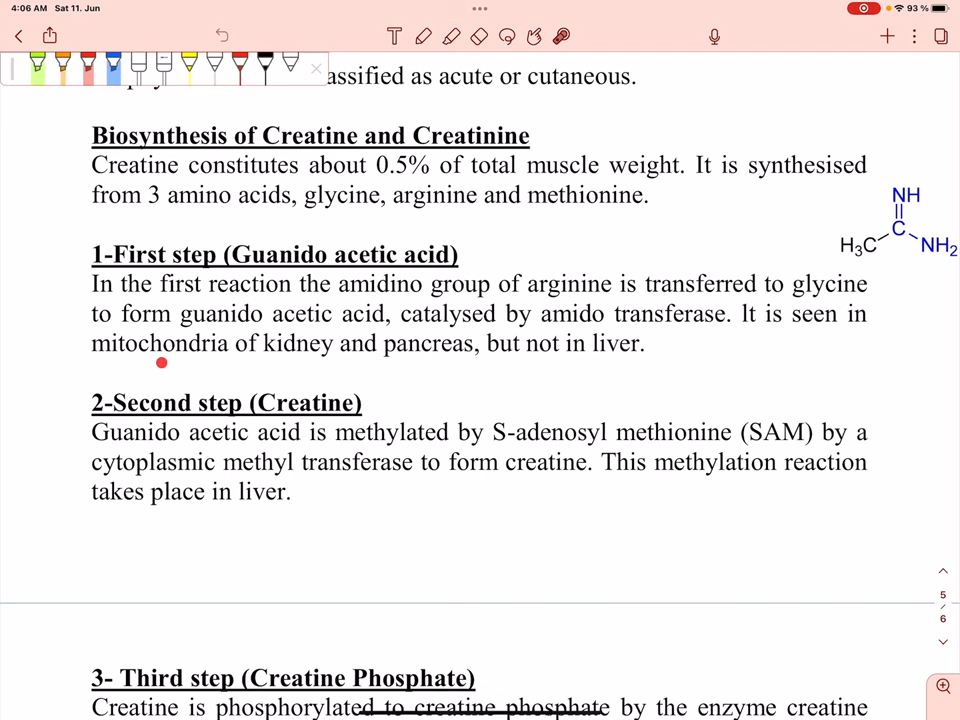 4:06 AM Sat 11. Jun
93 %
assified as acute or cutaneous.
Biosynthesis of Creatine and Creatinine
Creatine constitutes about 0.5% of total muscle weight. It is synthesised
from 3 amino acids, glycine, arginine and methionine.
NH
C
H₃C
NH₂
1-First step (Guanido acetic acid)
In the first reaction the amidino group of arginine is transferred to glycine
to form guanido acetic acid, catalysed by amido transferase. lt is seen in
mitochondria of kidney and pancreas, but not in liver.
2-Second step (Creatine)
Guanido acetic acid is methylated by S-adenosyl methionine (SAM) by a
cytoplasmic methyl transferase to form creatine. This methylation reaction
takes place in liver.
5
/
6
3- Third step (Creatine Phosphate)
Creatine is phosphorylated to creatine phosphate by the enzyme creatine